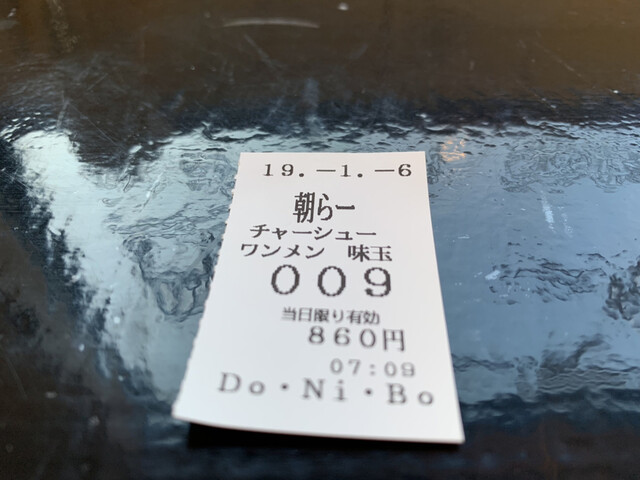 19.－1.－6
朝らー
チャーシュー
ワンメン　味玉
009
当日限り有効
860円
07:09
Do・Ni・Bo